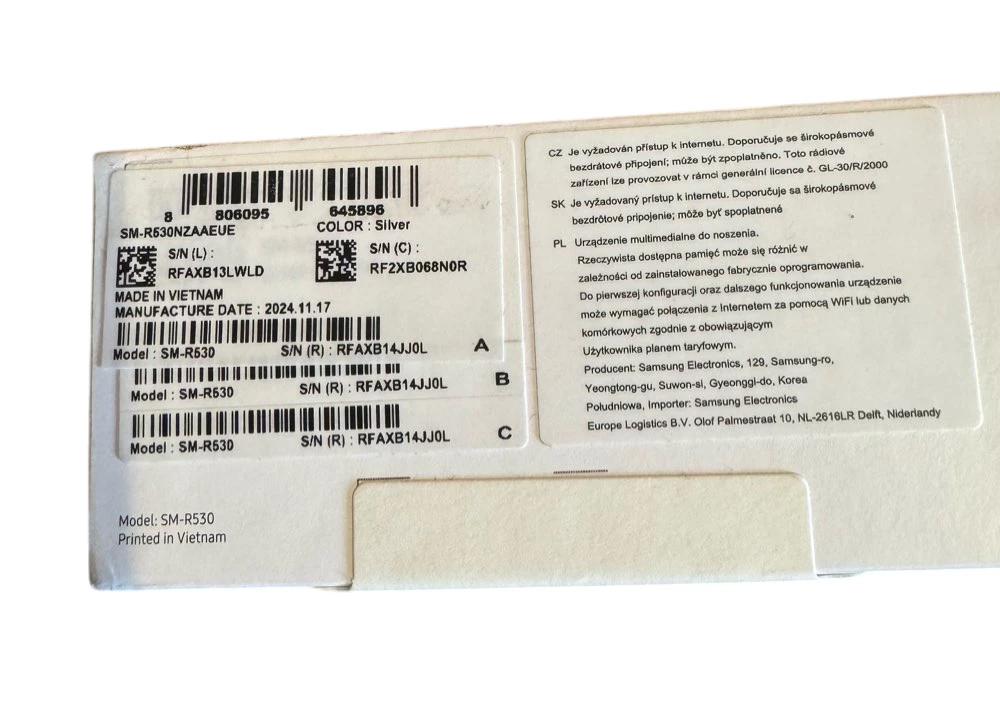 8 806095 645896
SM-R530NZAAEUE COLOR : Silver
S/N (L) :
RFAXB13LWLD
S/N (C) :
RF2XB068N0R
MADE IN VIETNAM
MANUFACTURE DATE : 2024.11.17
Model : SM-R530 S/N (R) : RFAXB14JJ0L A
Model : SM-R530 S/N (R) : RFAXB14JJ0L B
Model : SM-R530 S/N (R) : RFAXB14JJ0L C
Model: SM-R530
Printed in Vietnam
CZ Je vyžadován přístup k internetu. Doporučuje se širokopásmové
bezdrátové připojení; může být zpoplatněno. Toto rádiové
zařízení lze provozovat v rámci generální licence č. GL-30/R/2000
SK Je vyžadovaný prístup k internetu. Doporučuje sa širokopásmové
bezdrôtové pripojenie; môže byť spoplatnené
PL Urządzenie multimedialne do noszenia.
Rzeczywista dostępna pamięć może się różnić w
zależności od zainstalowanego fabrycznie oprogramowania.
Do pierwszej konfiguracji oraz dalszego funkcjonowania urządzenie
może wymagać połączenia z Internetem za pomocą WiFi lub danych
komórkowych zgodnie z obowiązującym
Użytkownika planem taryfowym.
Producent: Samsung Electronics, 129, Samsung-ro,
Yeongtong-gu, Suwon-si, Gyeonggi-do, Korea
Południowa, Importer: Samsung Electronics
Europe Logistics B.V. Olof Palmestraat 10, NL-2616LR Delft, Niderlandy